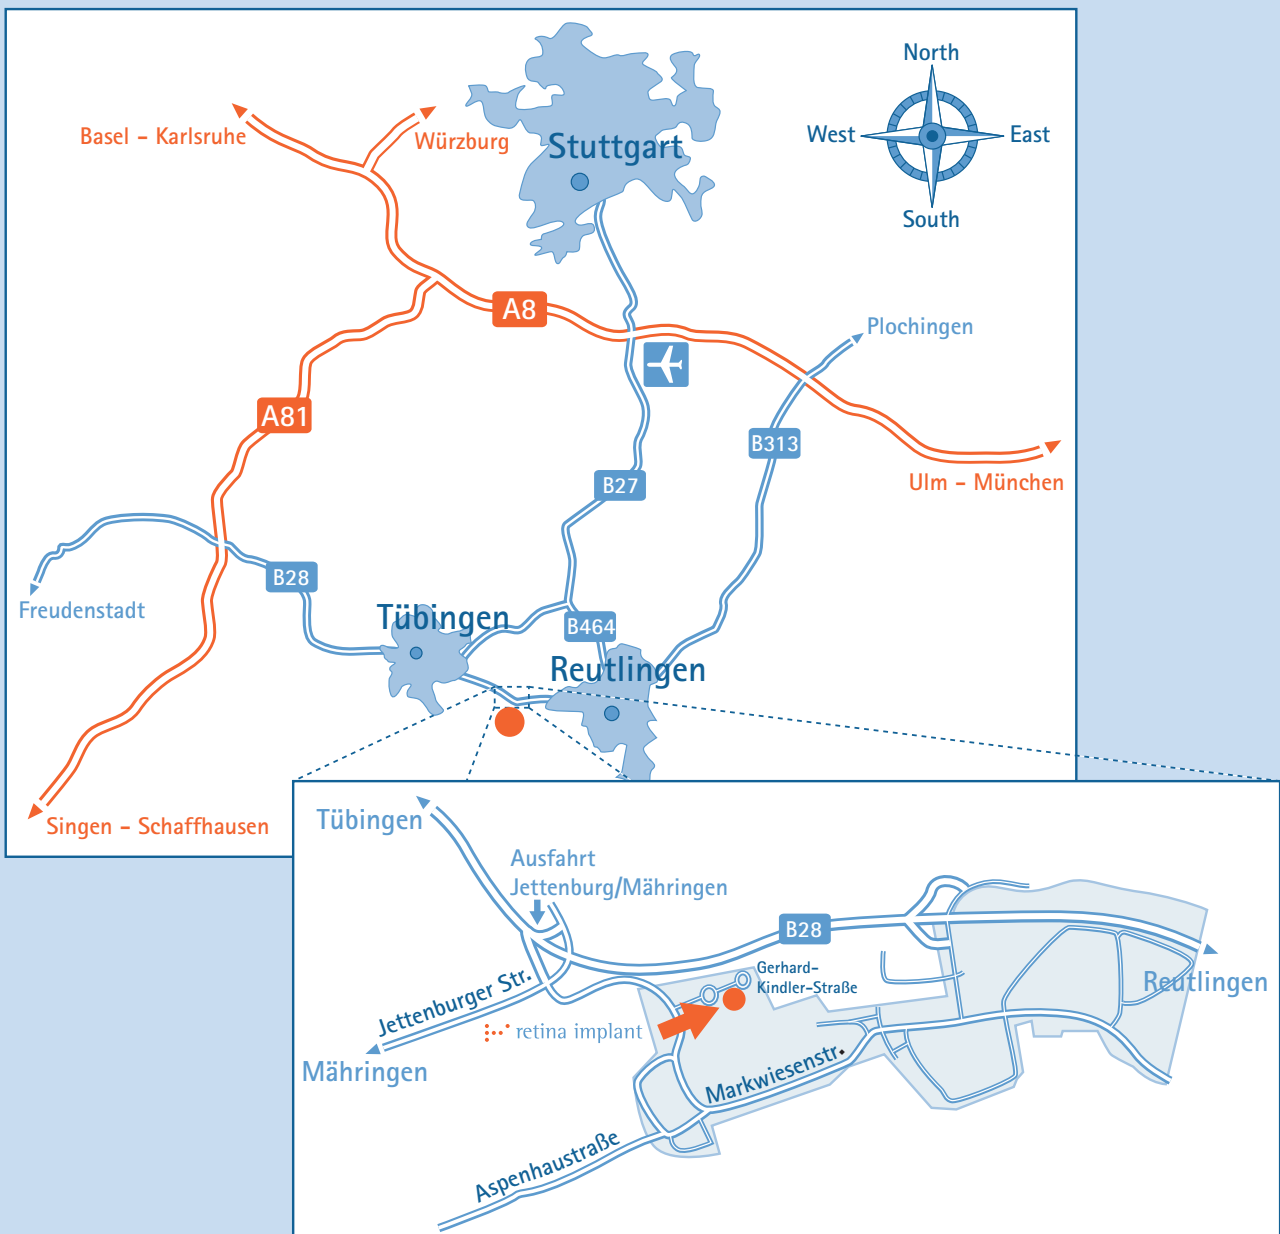 North
West
East
South
Basel - Karlsruhe
Würzburg
Stuttgart
A8
Plochingen
A81
B313
B27
Ulm - München
B28
Freudenstadt
Tübingen
B464
Reutlingen
Singen - Schaffhausen
Tübingen
Ausfahrt
Jettenburg/Mähringen
B28
Gerhard-
Kindler-Straße
Reutlingen
Jettenburger Str.
retina implant
Mähringen
Markwiesenstr.
Aspenhaustraße